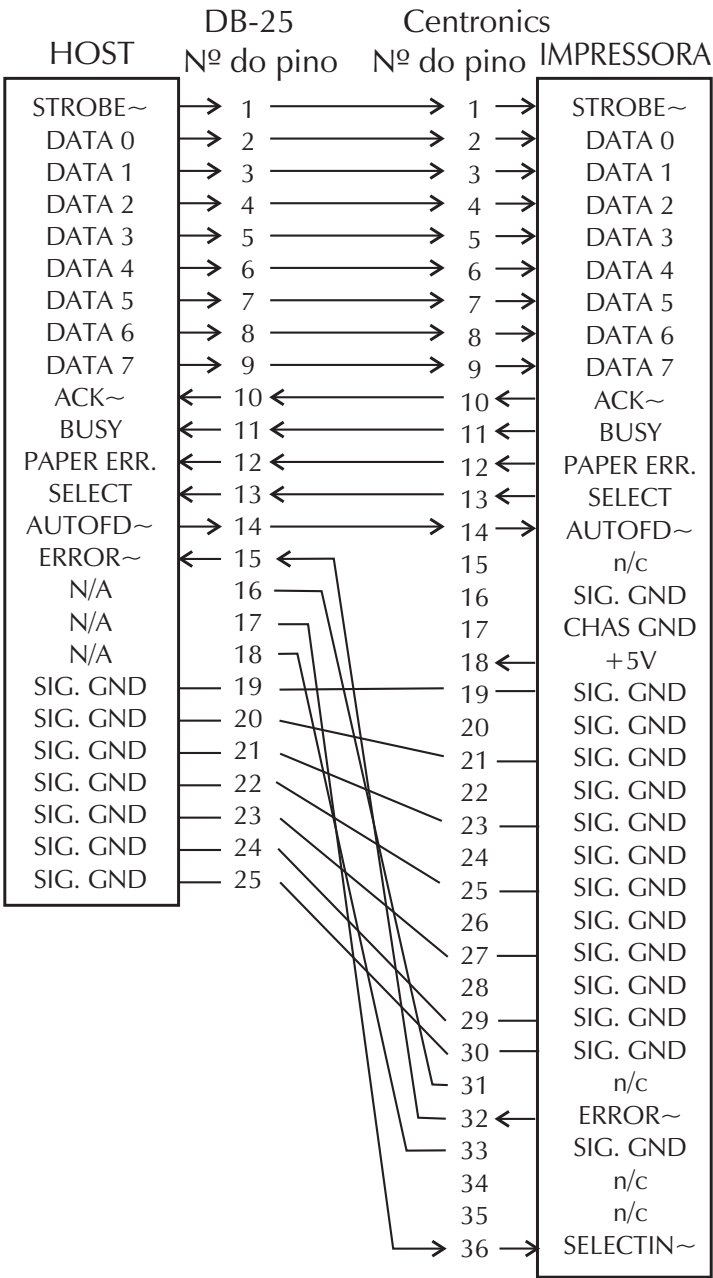 DB-25 Centronics
HOST Nº do pino Nº do pino IMPRESSORA
STROBE~ 1 1 STROBE~
DATA 0 2 2 DATA 0
DATA 1 3 3 DATA 1
DATA 2 4 4 DATA 2
DATA 3 5 5 DATA 3
DATA 4 6 6 DATA 4
DATA 5 7 7 DATA 5
DATA 6 8 8 DATA 6
DATA 7 9 9 DATA 7
ACK~ 10 10 ACK~
BUSY 11 11 BUSY
PAPER ERR. 12 12 PAPER ERR.
SELECT 13 13 SELECT
AUTOFD~ 14 14 AUTOFD~
ERROR~ 15 15 n/c
N/A 16 16 SIG. GND
N/A 17 17 CHAS GND
N/A 18 18 +5V
SIG. GND 19 19 SIG. GND
SIG. GND 20 20 SIG. GND
SIG. GND 21 21 SIG. GND
SIG. GND 22 22 SIG. GND
SIG. GND 23 23 SIG. GND
SIG. GND 24 24 SIG. GND
SIG. GND 25 25 SIG. GND
26 SIG. GND
27 SIG. GND
28 SIG. GND
29 SIG. GND
30 SIG. GND
31 n/c
32 ERROR~
33 SIG. GND
34 n/c
35 n/c
36 SELECTIN~